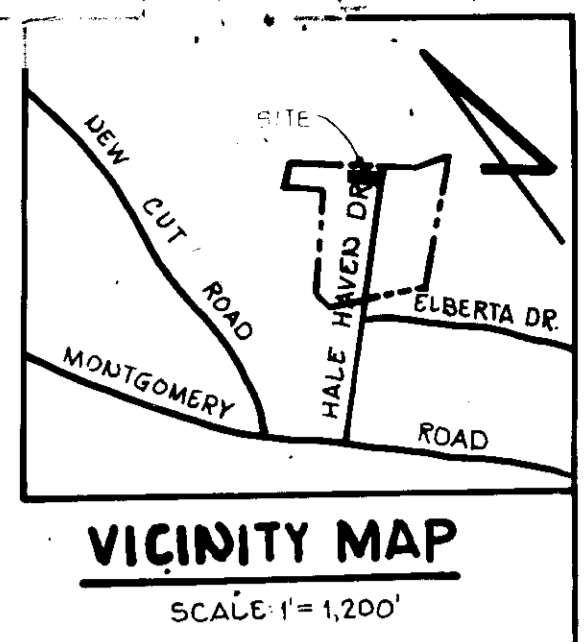 SITE
NEW CUT ROAD
HALE HAVEN DR.
ELBERTA DR.
MONTGOMERY ROAD
VICINITY MAP
SCALE: 1"= 1,200'